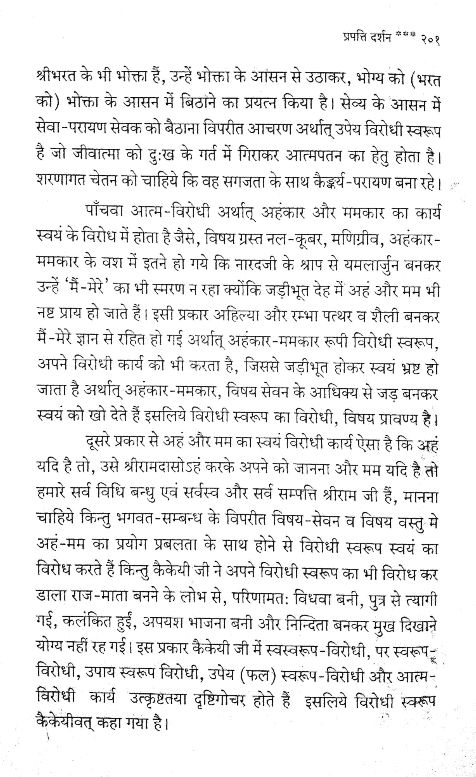 प्रपत्ति दर्शन *** २०१
श्रीभरत के भी भोक्ता हैं, उन्हें भोक्ता के आसन से उठाकर, भोग्य को (भरत
को) भोक्ता के आसन में बिठाने का प्रयत्न किया है। सेव्य के आसन में
सेवा-परायण सेवक को बैठाना विपरीत आचरण अर्थात् उपेय विरोधी स्वरूप
है जो जीवात्मा को दुःख के गर्त में गिराकर आत्मपतन का हेतु होता है।
शरणागत चेतन को चाहिये कि वह सगजता के साथ कैङ्कर्य-परायण बना रहे।
पाँचवा आत्म-विरोधी अर्थात् अहंकार और ममकार का कार्य
स्वयं के विरोध में होता है जैसे, विषय ग्रस्त नल-कूबर, मणिग्रीव, अहंकार-
ममकार के वश में इतने हो गये कि नारदजी के श्राप से यमलार्जुन बनकर
उन्हें ‘मैं-मेरे’ का भी स्मरण न रहा क्योंकि जड़ीभूत देह में अहं और मम भी
नष्ट प्राय हो जाते हैं। इसी प्रकार अहिल्या और रम्भा पत्थर व शैली बनकर
मैं-मेरे ज्ञान से रहित हो गई अर्थात् अहंकार-ममकार रूपी विरोधी स्वरूप,
अपने विरोधी कार्य को भी करता है, जिससे जड़ीभूत होकर स्वयं भ्रष्ट हो
जाता है अर्थात् अहंकार-ममकार, विषय सेवन के आधिक्य से जड़ बनकर
स्वयं को खो देते हैं इसलिये विरोधी स्वरूप का विरोधी, विषय प्रावण्य है।
दूसरे प्रकार से अहं और मम का स्वयं विरोधी कार्य ऐसा है कि अहं
यदि है तो, उसे श्रीरामदासोऽहं करके अपने को जानना और मम यदि है तो
हमारे सर्व विधि बन्धु एवं सर्वस्व और सर्व सम्पत्ति श्रीराम जी हैं, मानना
चाहिये किन्तु भगवत-सम्बन्ध के विपरीत विषय-सेवन व विषय वस्तु मे
अहं-मम का प्रयोग प्रबलता के साथ होने से विरोधी स्वरूप स्वयं का
विरोध करते हैं किन्तु कैकेयी जी ने अपने विरोधी स्वरूप का भी विरोध कर
डाला राज-माता बनने के लोभ से, परिणामत: विधवा बनी, पुत्र से त्यागी
गई, कलंकित हुईं, अपयश भाजना बनी और निन्दिता बनकर मुख दिखाने
योग्य नहीं रह गई। इस प्रकार कैकेयी जी में स्वस्वरूप-विरोधी, पर स्वरूप-
विरोधी, उपाय स्वरूप विरोधी, उपेय (फल) स्वरूप-विरोधी और आत्म-
विरोधी कार्य उत्कृष्टतया दृष्टिगोचर होते हैं इसलिये विरोधी स्वरूप
कैकेयीवत् कहा गया है।